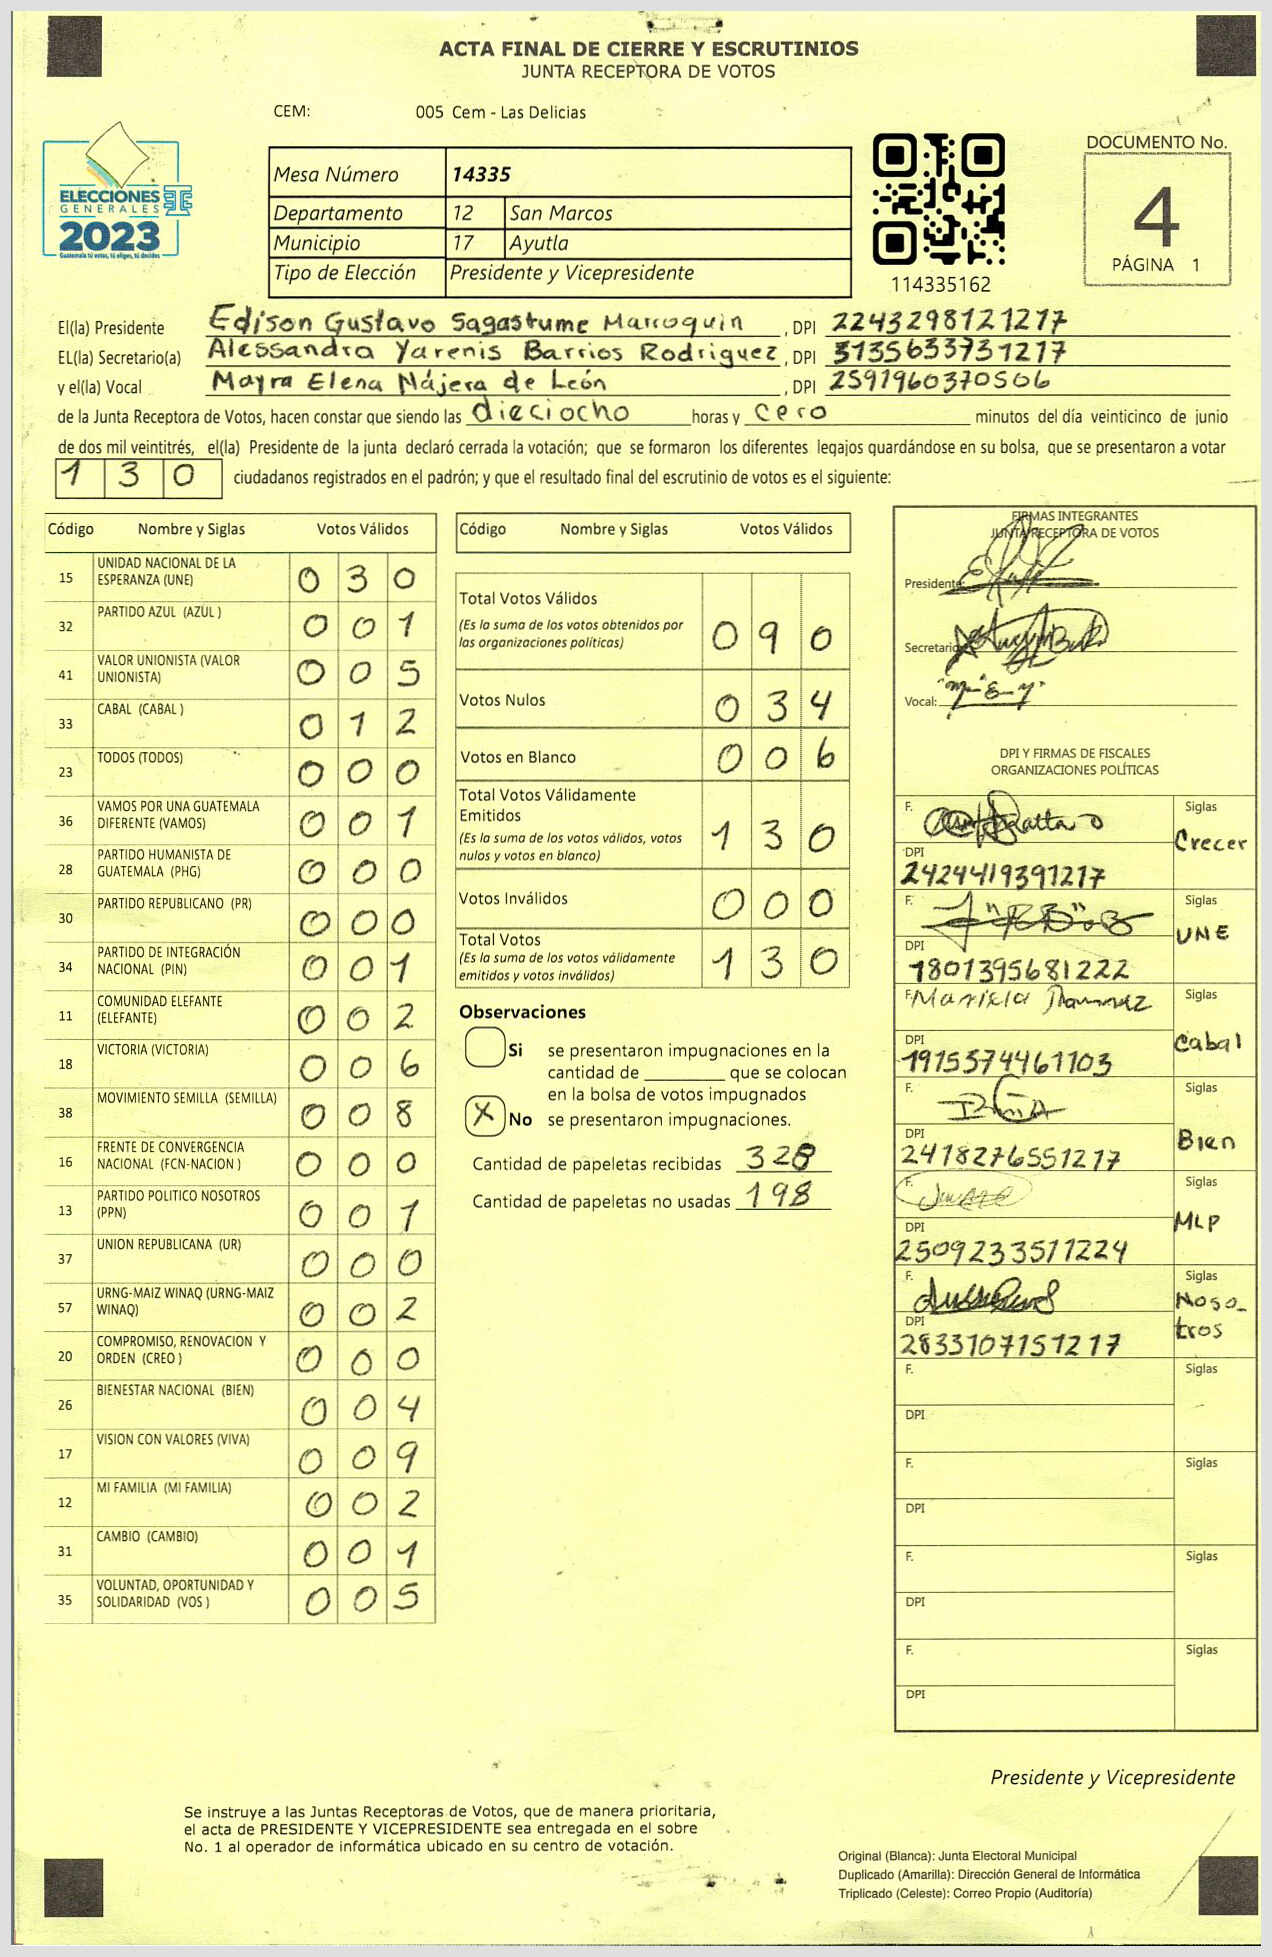 ACTA FINAL DE CIERRE Y ESCRUTINIOS
JUNTA RECEPTORA DE VOTOS
CEM: 005 Cem - Las Delicias
ELECCIONES
GENERALES
2023
Guatemala tú votas, tú eliges, tú decides
Mesa Número 14335
Departamento 12 San Marcos
Municipio 17 Ayutla
Tipo de Elección Presidente y Vicepresidente
114335162
DOCUMENTO No.
4
PÁGINA 1
El(la) Presidente Edison Gustavo Sagastume Marroquin, DPI 2243298121217
EL(la) Secretario(a) Alessandra Yarenis Barrios Rodriguez, DPI 3135633731217
y el(la) Vocal Mayra Elena Nájera de León, DPI 2591960370506
de la Junta Receptora de Votos, hacen constar que siendo las dieciocho horas y cero minutos del día veinticinco de junio
de dos mil veintitrés, el(la) Presidente de la junta declaró cerrada la votación; que se formaron los diferentes legajos guardándose en su bolsa, que se presentaron a votar
130 ciudadanos registrados en el padrón; y que el resultado final del escrutinio de votos es el siguiente:
Código Nombre y Siglas Votos Válidos
15 UNIDAD NACIONAL DE LA ESPERANZA (UNE) 0 3 0
32 PARTIDO AZUL (AZUL ) 0 0 1
41 VALOR UNIONISTA (VALOR UNIONISTA) 0 0 5
33 CABAL (CABAL ) 0 1 2
23 TODOS (TODOS) 0 0 0
36 VAMOS POR UNA GUATEMALA DIFERENTE (VAMOS) 0 0 1
28 PARTIDO HUMANISTA DE GUATEMALA (PHG) 0 0 0
30 PARTIDO REPUBLICANO (PR) 0 0 0
34 PARTIDO DE INTEGRACIÓN NACIONAL (PIN) 0 0 1
11 COMUNIDAD ELEFANTE (ELEFANTE) 0 0 2
18 VICTORIA (VICTORIA) 0 0 6
38 MOVIMIENTO SEMILLA (SEMILLA) 0 0 8
16 FRENTE DE CONVERGENCIA NACIONAL (FCN-NACION ) 0 0 0
13 PARTIDO POLITICO NOSOTROS (PPN) 0 0 1
37 UNION REPUBLICANA (UR) 0 0 0
57 URNG-MAIZ WINAQ (URNG-MAIZ WINAQ) 0 0 2
20 COMPROMISO, RENOVACION Y ORDEN (CREO ) 0 0 0
26 BIENESTAR NACIONAL (BIEN) 0 0 4
17 VISION CON VALORES (VIVA) 0 0 9
12 MI FAMILIA (MI FAMILIA) 0 0 2
31 CAMBIO (CAMBIO) 0 0 1
35 VOLUNTAD, OPORTUNIDAD Y SOLIDARIDAD (VOS ) 0 0 5
Código Nombre y Siglas Votos Válidos
Total Votos Válidos 0 9 0
(Es la suma de los votos obtenidos por
las organizaciones políticas)
Votos Nulos 0 3 4
Votos en Blanco 0 0 6
Total Votos Válidamente
Emitidos 1 3 0
(Es la suma de los votos válidos, votos
nulos y votos en blanco)
Votos Inválidos 0 0 0
Total Votos 1 3 0
(Es la suma de los votos válidamente
emitidos y votos inválidos)
Observaciones
Si se presentaron impugnaciones en la
cantidad de ________ que se colocan
en la bolsa de votos impugnados
X No se presentaron impugnaciones.
Cantidad de papeletas recibidas 328
Cantidad de papeletas no usadas 198
FIRMAS INTEGRANTES
JUNTA RECEPTORA DE VOTOS
Presidente:
Secretario
Vocal:
DPI Y FIRMAS DE FISCALES
ORGANIZACIONES POLÍTICAS
F. Siglas
Crecer
DPI
2424419391217
F. Siglas
UNE
DPI
1801395681222
F. Siglas
Cabal
DPI
1915374461103
F. Siglas
Bien
DPI
2418276551217
F. Siglas
MLP
DPI
2509233511224
F. Siglas
Noso-
tros
DPI
2833107151217
F. Siglas
DPI
F. Siglas
DPI
F. Siglas
DPI
F. Siglas
DPI
Presidente y Vicepresidente
Se instruye a las Juntas Receptoras de Votos, que de manera prioritaria,
el acta de PRESIDENTE Y VICEPRESIDENTE sea entregada en el sobre
No. 1 al operador de informática ubicado en su centro de votación.
Original (Blanca): Junta Electoral Municipal
Duplicado (Amarilla): Dirección General de Informática
Triplicado (Celeste): Correo Propio (Auditoría)